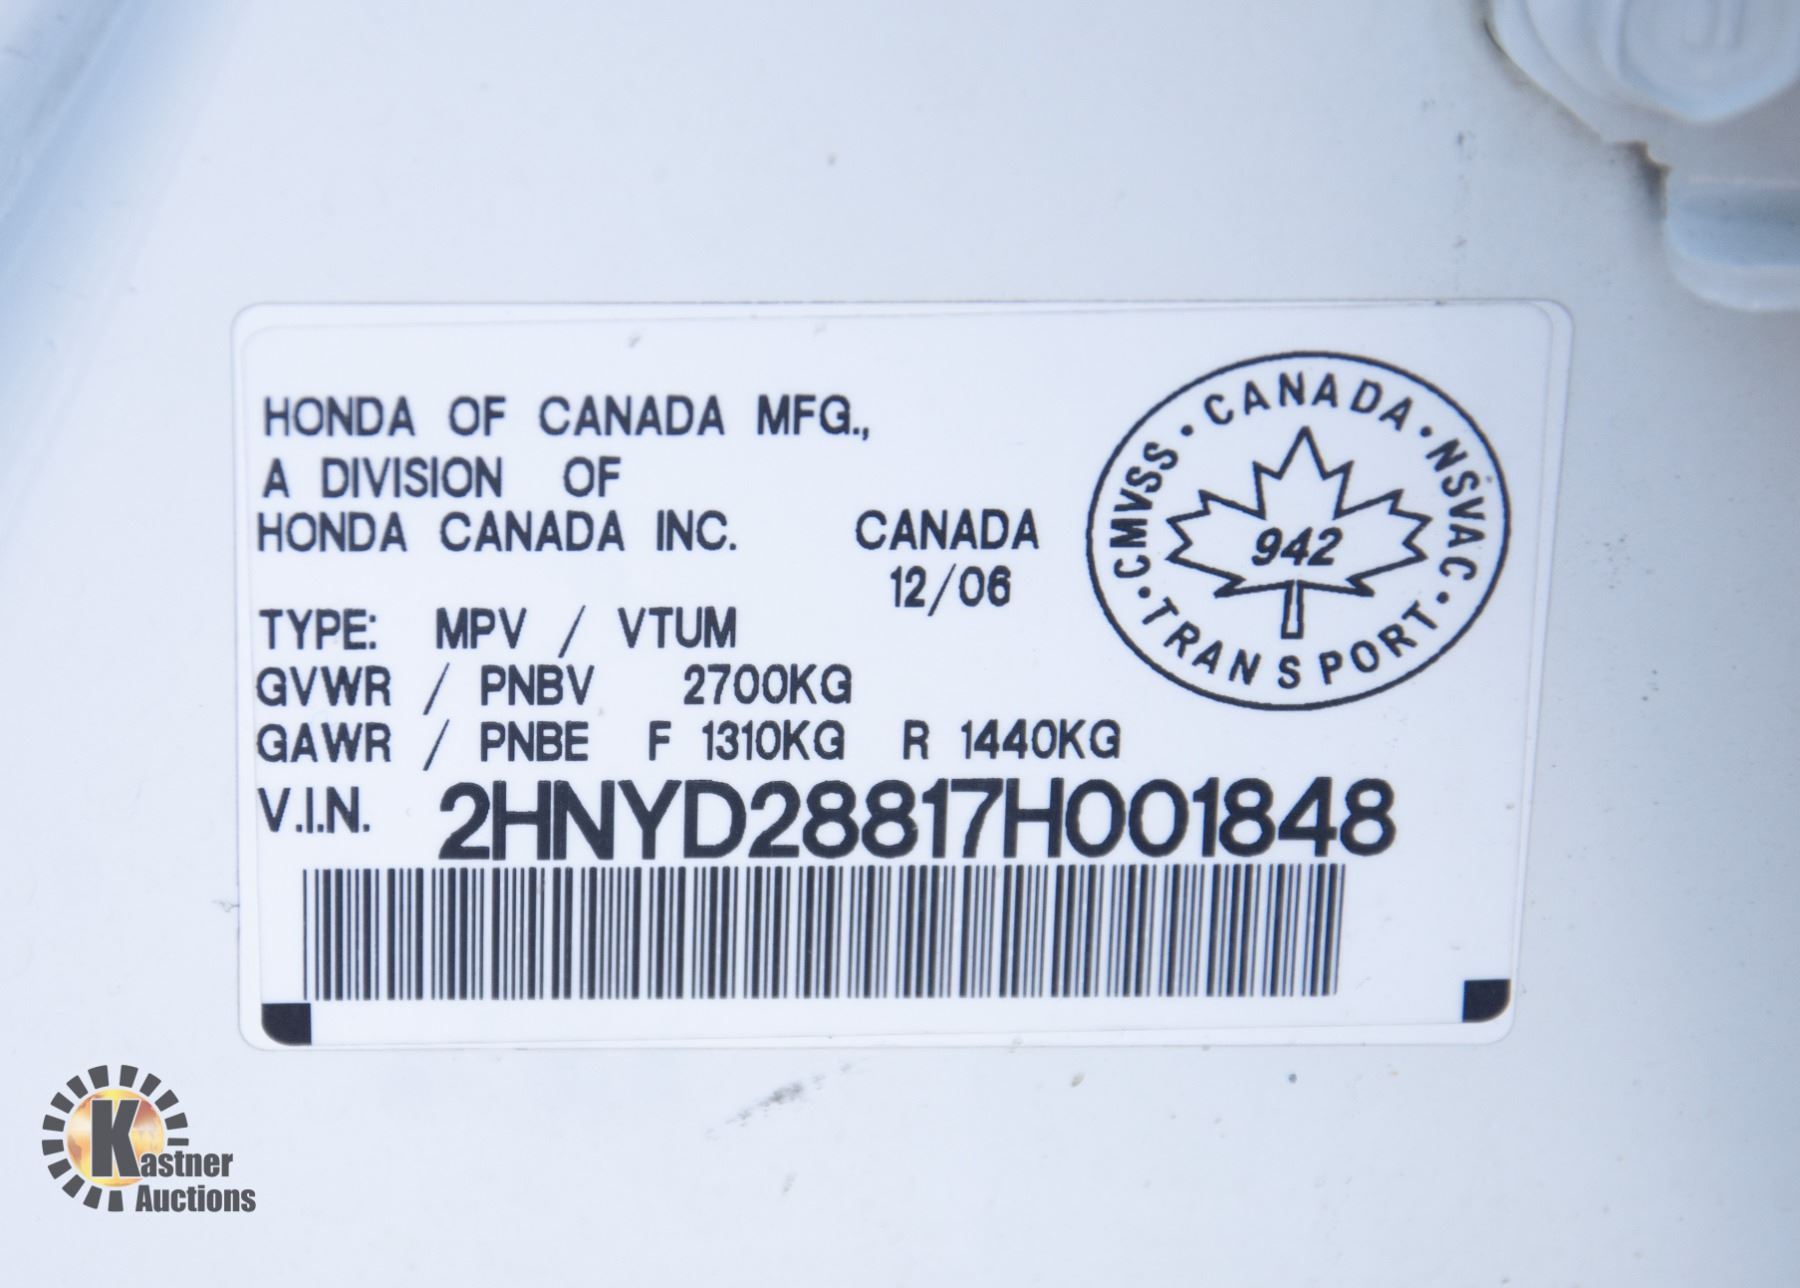 HONDA OF CANADA MFG.,
A DIVISION OF
HONDA CANADA INC. CANADA
12/06
TYPE: MPV / VTUM
GVWR / PNBV 2700KG
GAWR / PNBE F 1310KG R 1440KG
V.I.N. 2HNYD28817H001848
CMVSS · CANADA · NSVAC · TRANSPORT ·
942
Kastner
Auctions